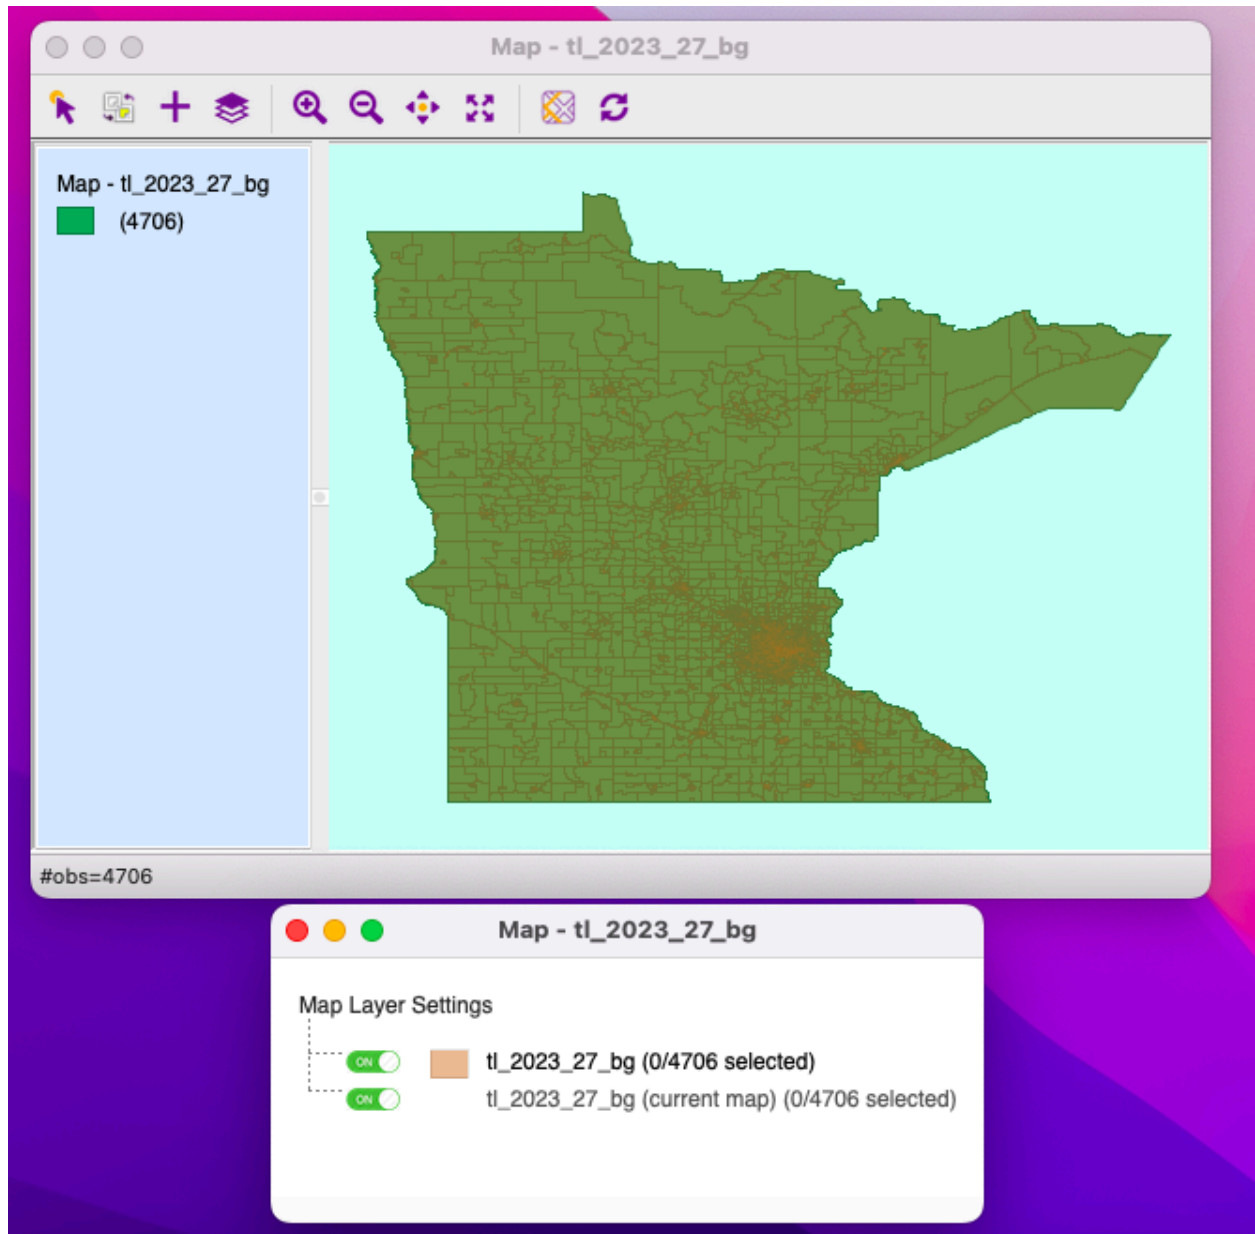 Map - tl_2023_27_bg
Map - tl_2023_27_bg
(4706)
#obs=4706
Map - tl_2023_27_bg
Map Layer Settings
ON tl_2023_27_bg (0/4706 selected)
ON tl_2023_27_bg (current map) (0/4706 selected)